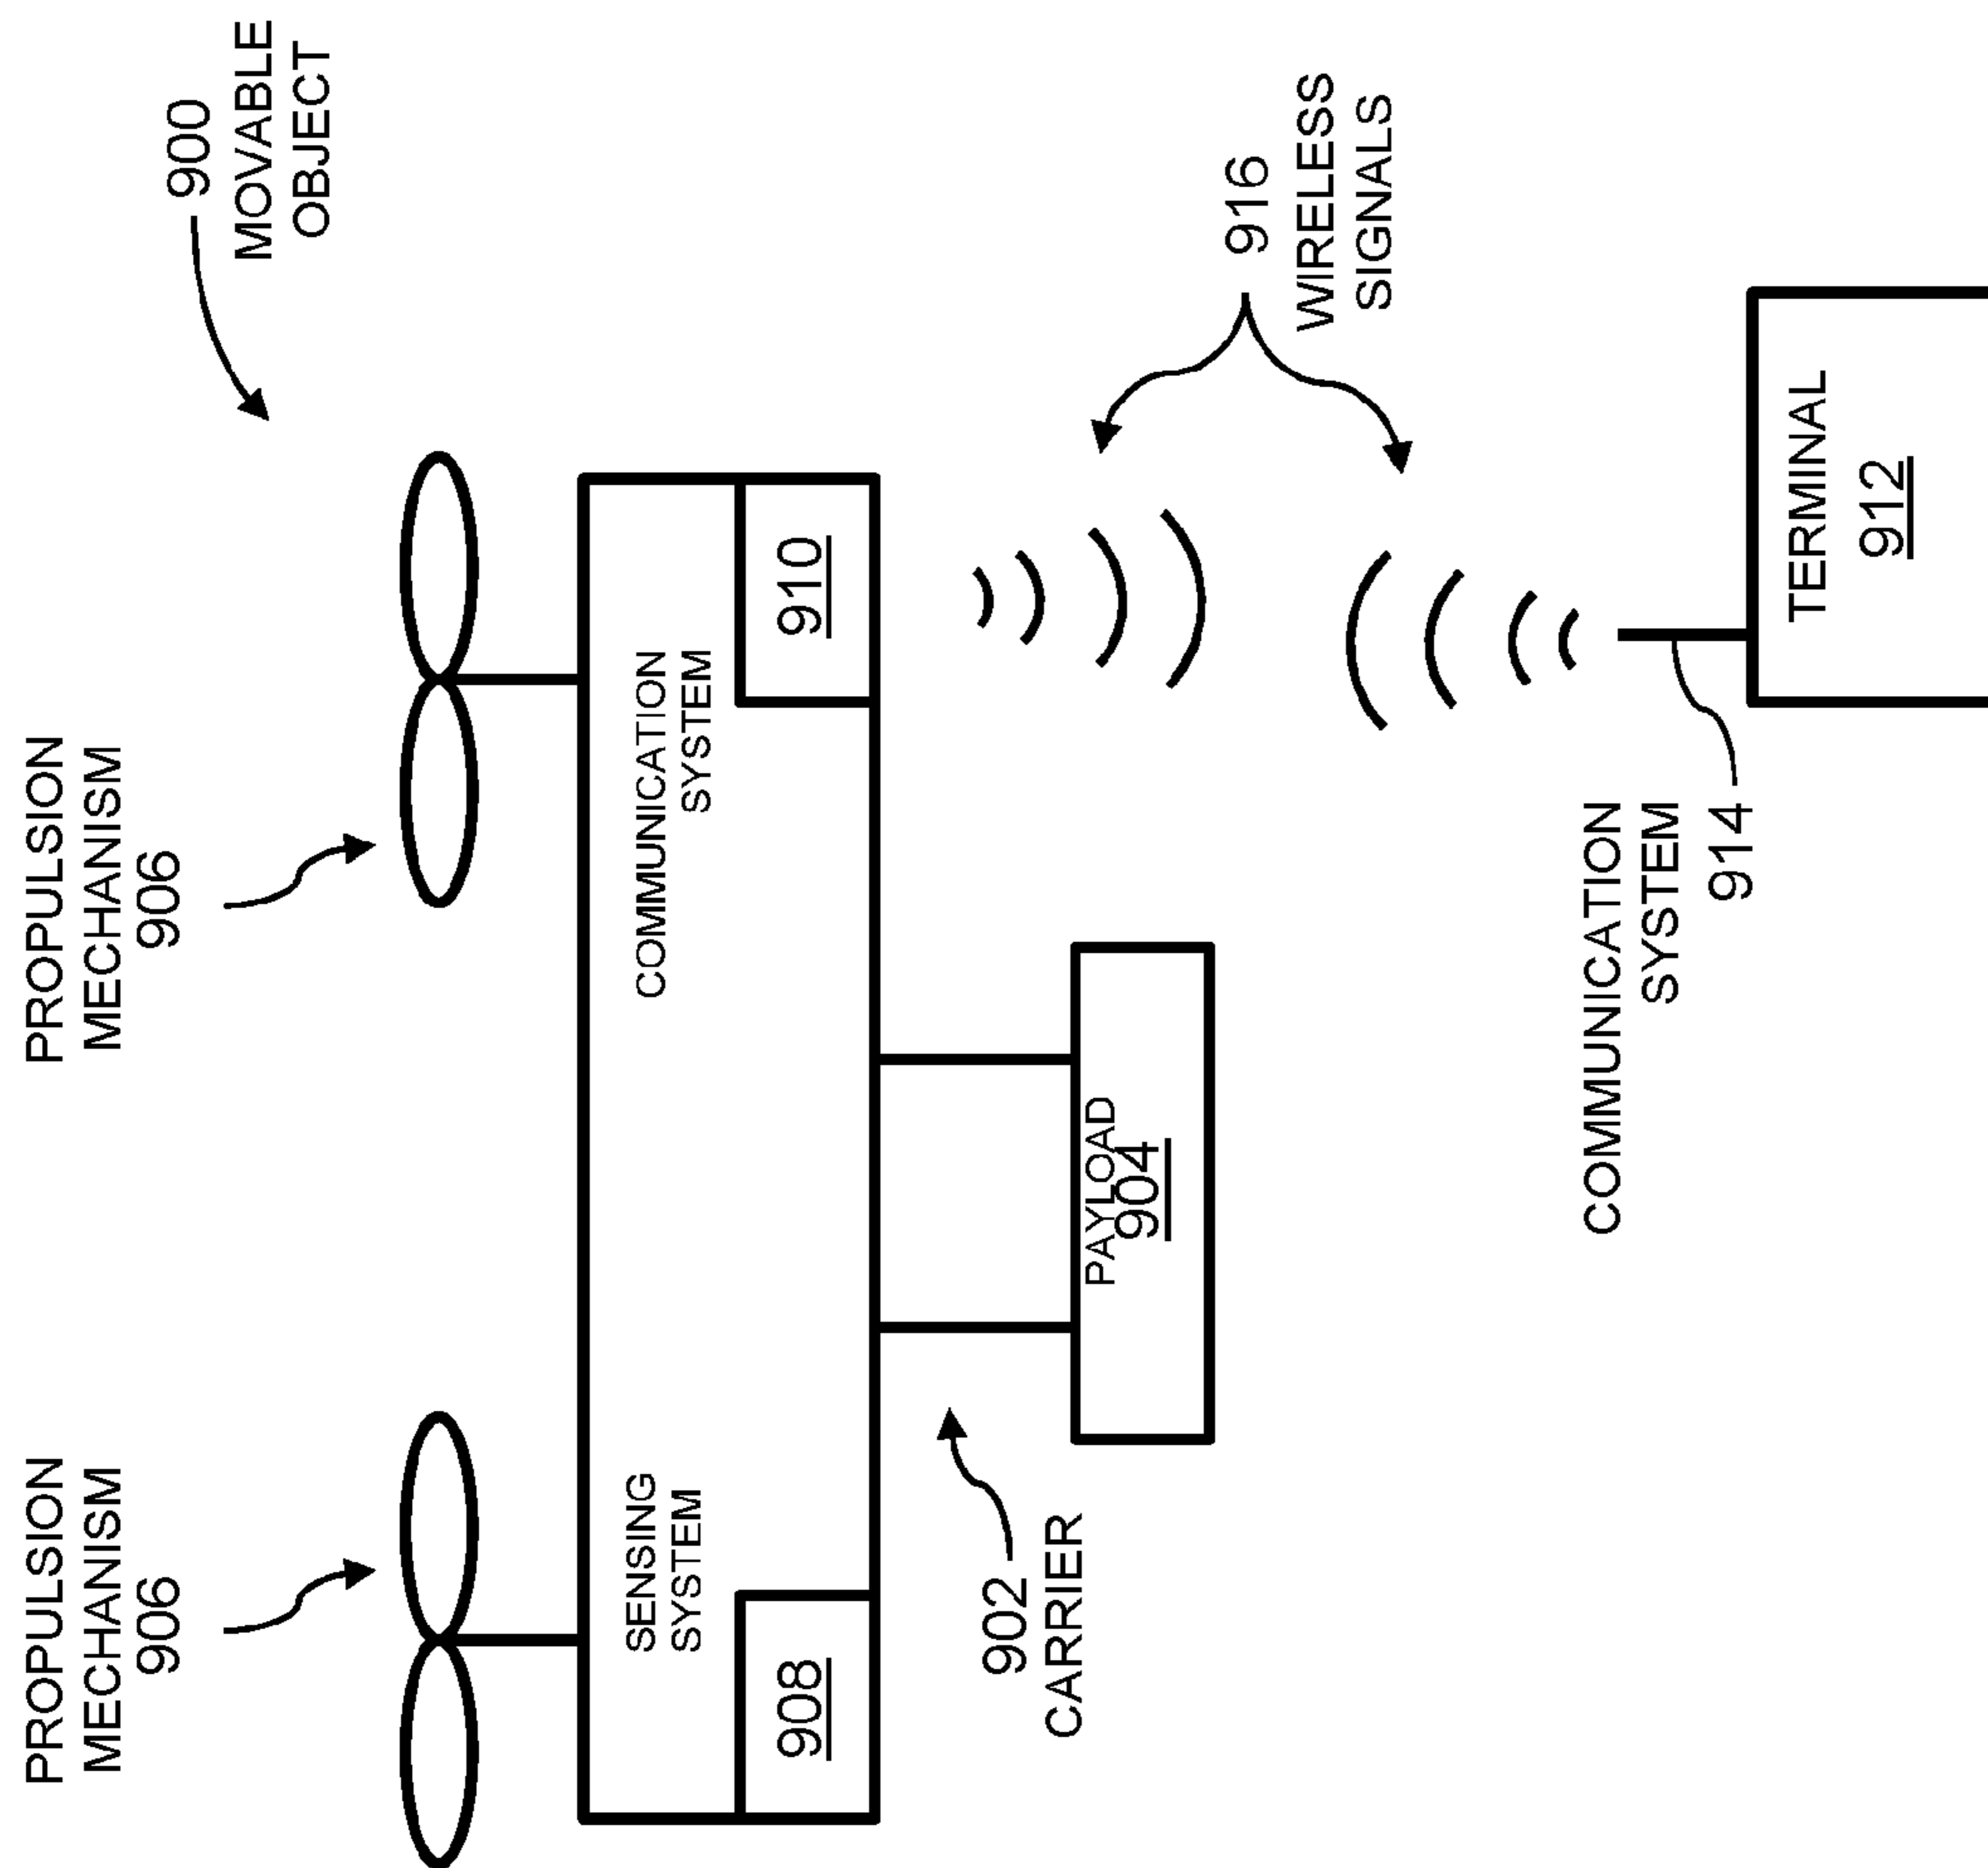 PROPULSION
MECHANISM
906
PROPULSION
MECHANISM
906
900
MOVABLE
OBJECT
SENSING
SYSTEM
908
COMMUNICATION
SYSTEM
910
902
CARRIER
PAYLOAD
904
916
WIRELESS
SIGNALS
COMMUNICATION
SYSTEM
914
TERMINAL
912